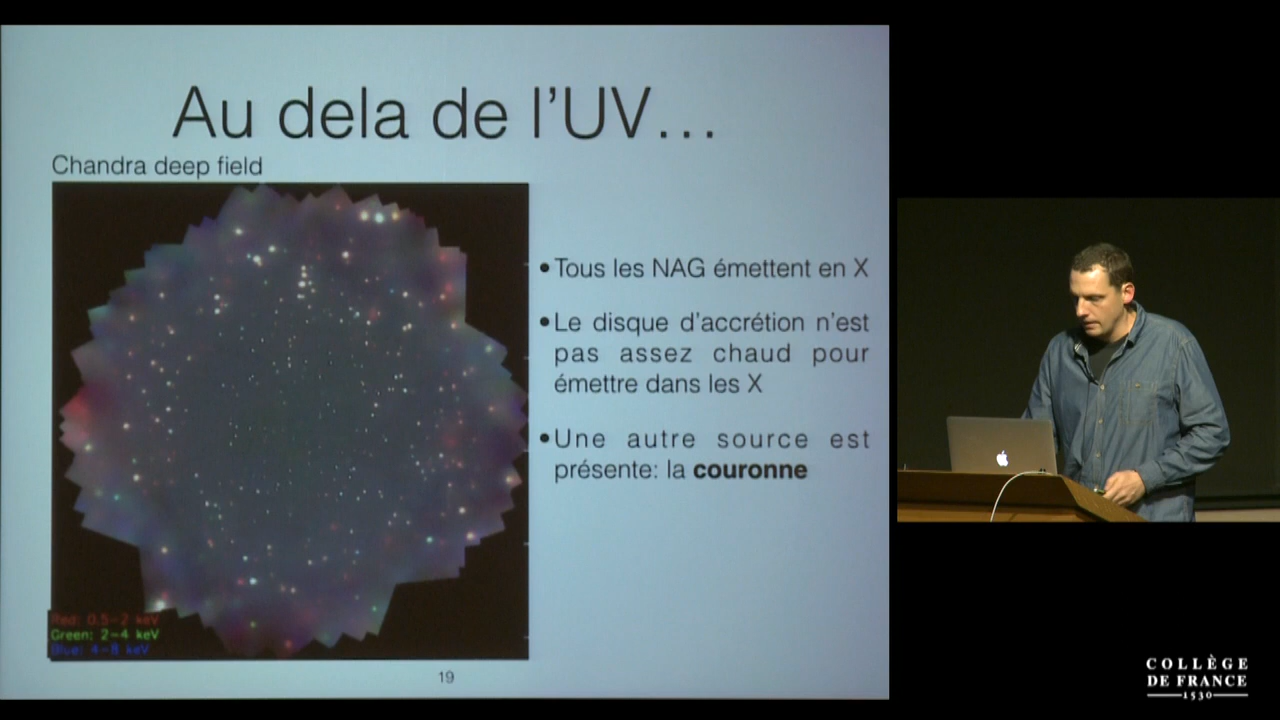 Au dela de l'UV...
Chandra deep field
• Tous les NAG émettent en X
• Le disque d'accrétion n'est
pas assez chaud pour
émettre dans les X
• Une autre source est
présente: la couronne
Red: 0.5-2 keV
Green: 2-4 keV
Blue: 4-8 keV
19
COLLÈGE
DE FRANCE
1530